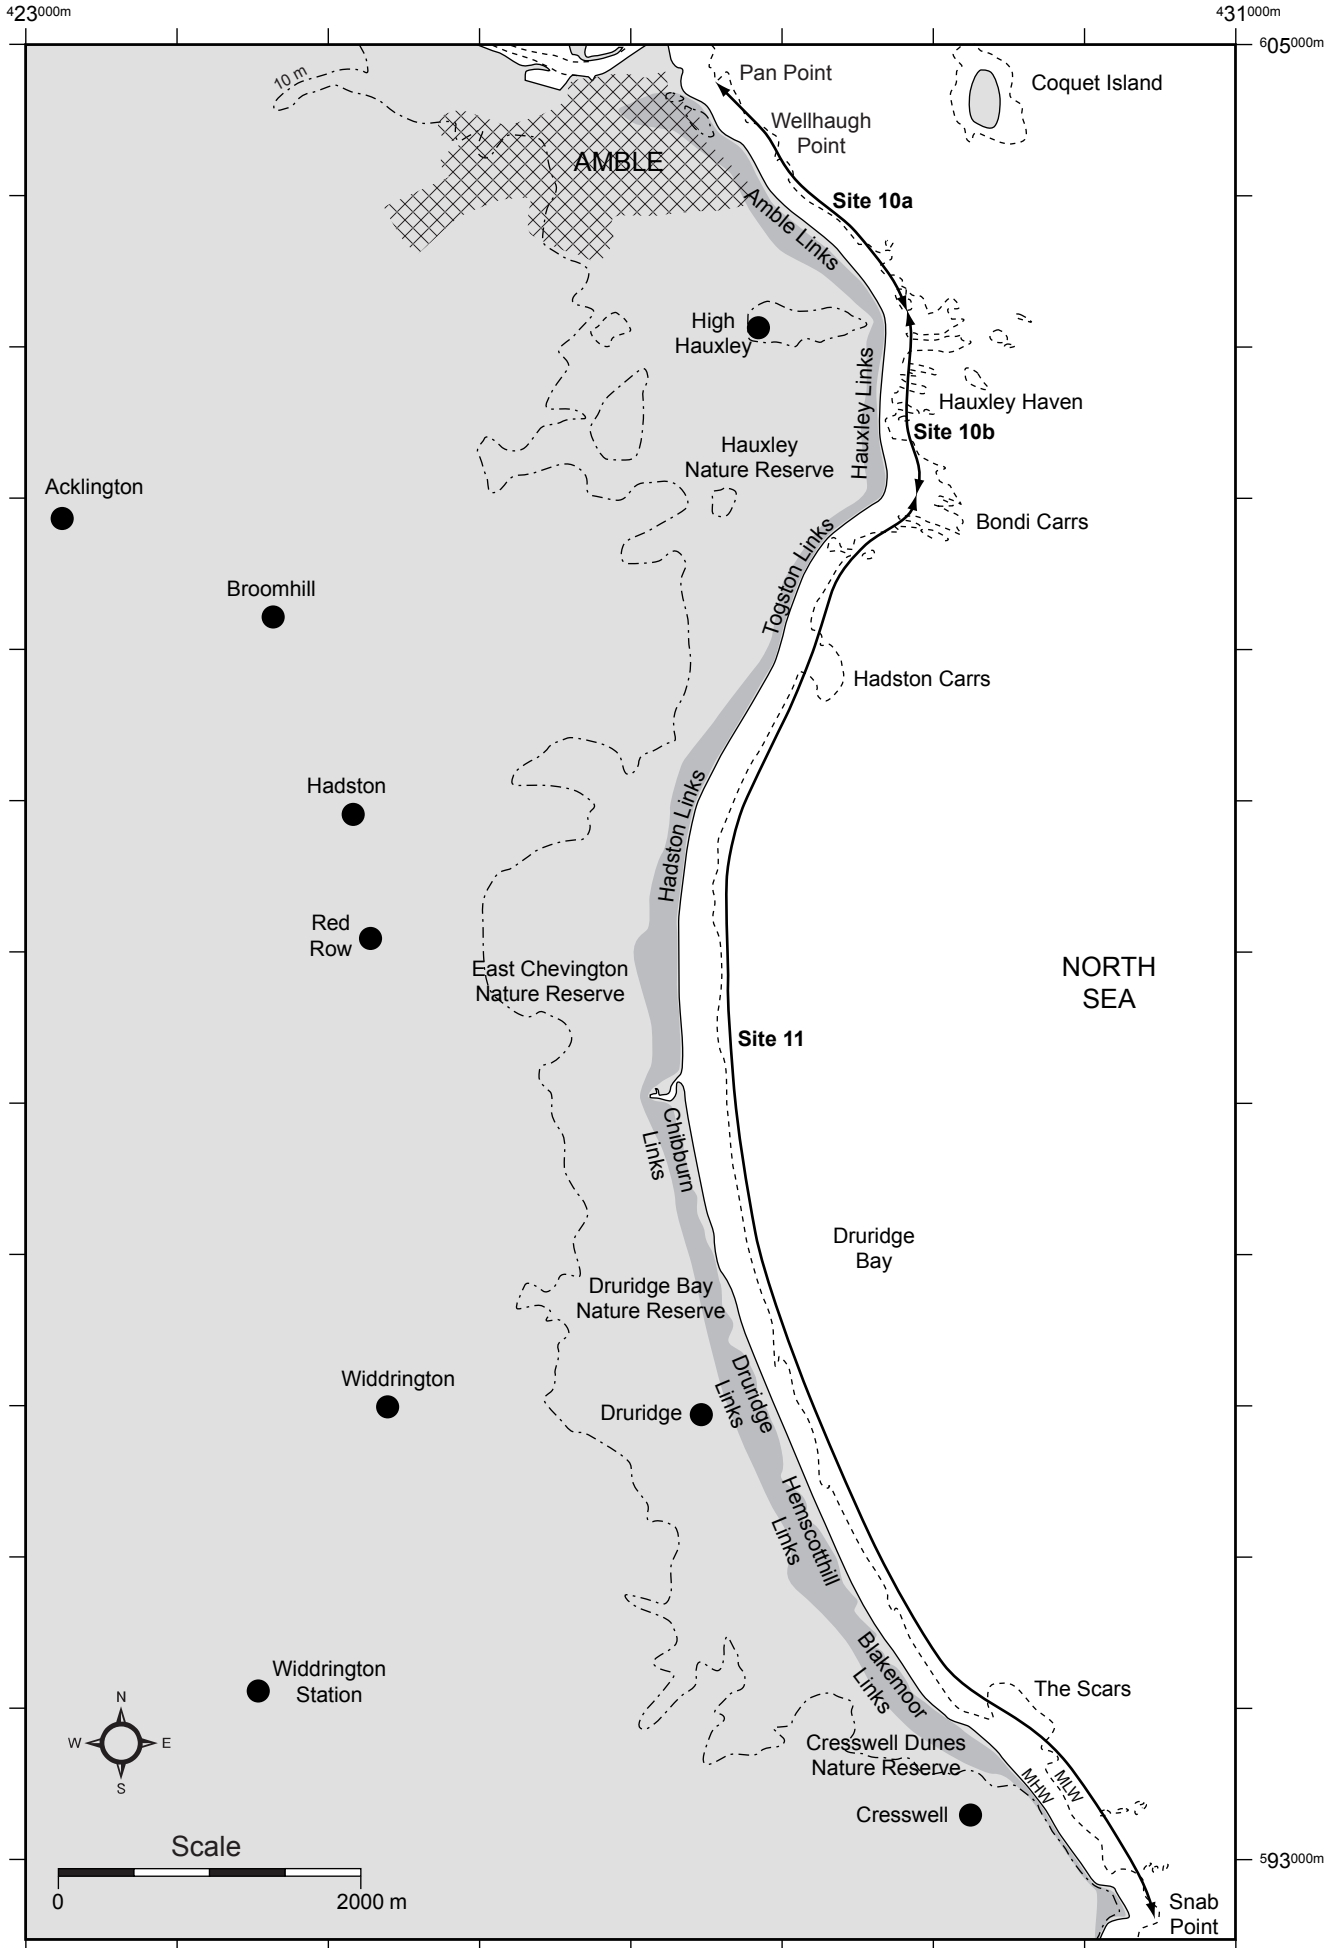 423000m
431000m
605000m
10 m
Pan Point
Coquet Island
Wellhaugh
Point
AMBLE
Site 10a
Amble Links
High
Hauxley
Hauxley Links
Hauxley Haven
Site 10b
Hauxley
Nature Reserve
Acklington
Bondi Carrs
Togston Links
Broomhill
Hadston Carrs
Hadston
Hadston Links
Red
Row
East Chevington
Nature Reserve
NORTH
SEA
Site 11
Chibburn
Links
Druridge
Bay
Druridge Bay
Nature Reserve
Druridge
Links
Widdrington
Druridge
Hemscotthill
Links
Blakemoor
Links
Widdrington
Station
The Scars
Cresswell Dunes
Nature Reserve
MHW
MLW
Cresswell
N
W
E
S
Scale
0
2000 m
593000m
Snab
Point